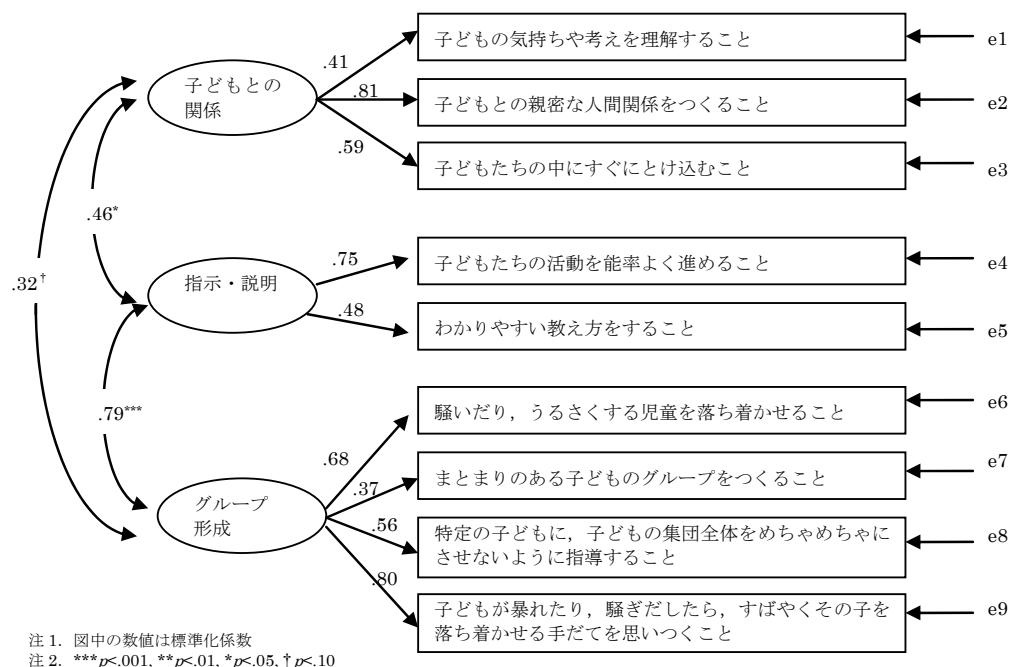 子どもの気持ちや考えを理解すること
e1
.41
子どもとの
関係
.81
子どもとの親密な人間関係をつくること
e2
.59
子どもたちの中にすぐにとけ込むこと
e3
.46*
.32†
指示・説明
.75
子どもたちの活動を能率よく進めること
e4
.48
わかりやすい教え方をすること
e5
.79***
騒いだり，うるさくする児童を落ち着かせること
e6
.68
まとまりのある子どものグループをつくること
e7
.37
グループ
形成
.56
特定の子どもに，子どもの集団全体をめちゃめちゃに
させないように指導すること
e8
.80
子どもが暴れたり，騒ぎだしたら，すばやくその子を
落ち着かせる手だてを思いつくこと
e9
注 1．図中の数値は標準化係数
注 2．***p<.001, **p<.01, *p<.05, †p<.10